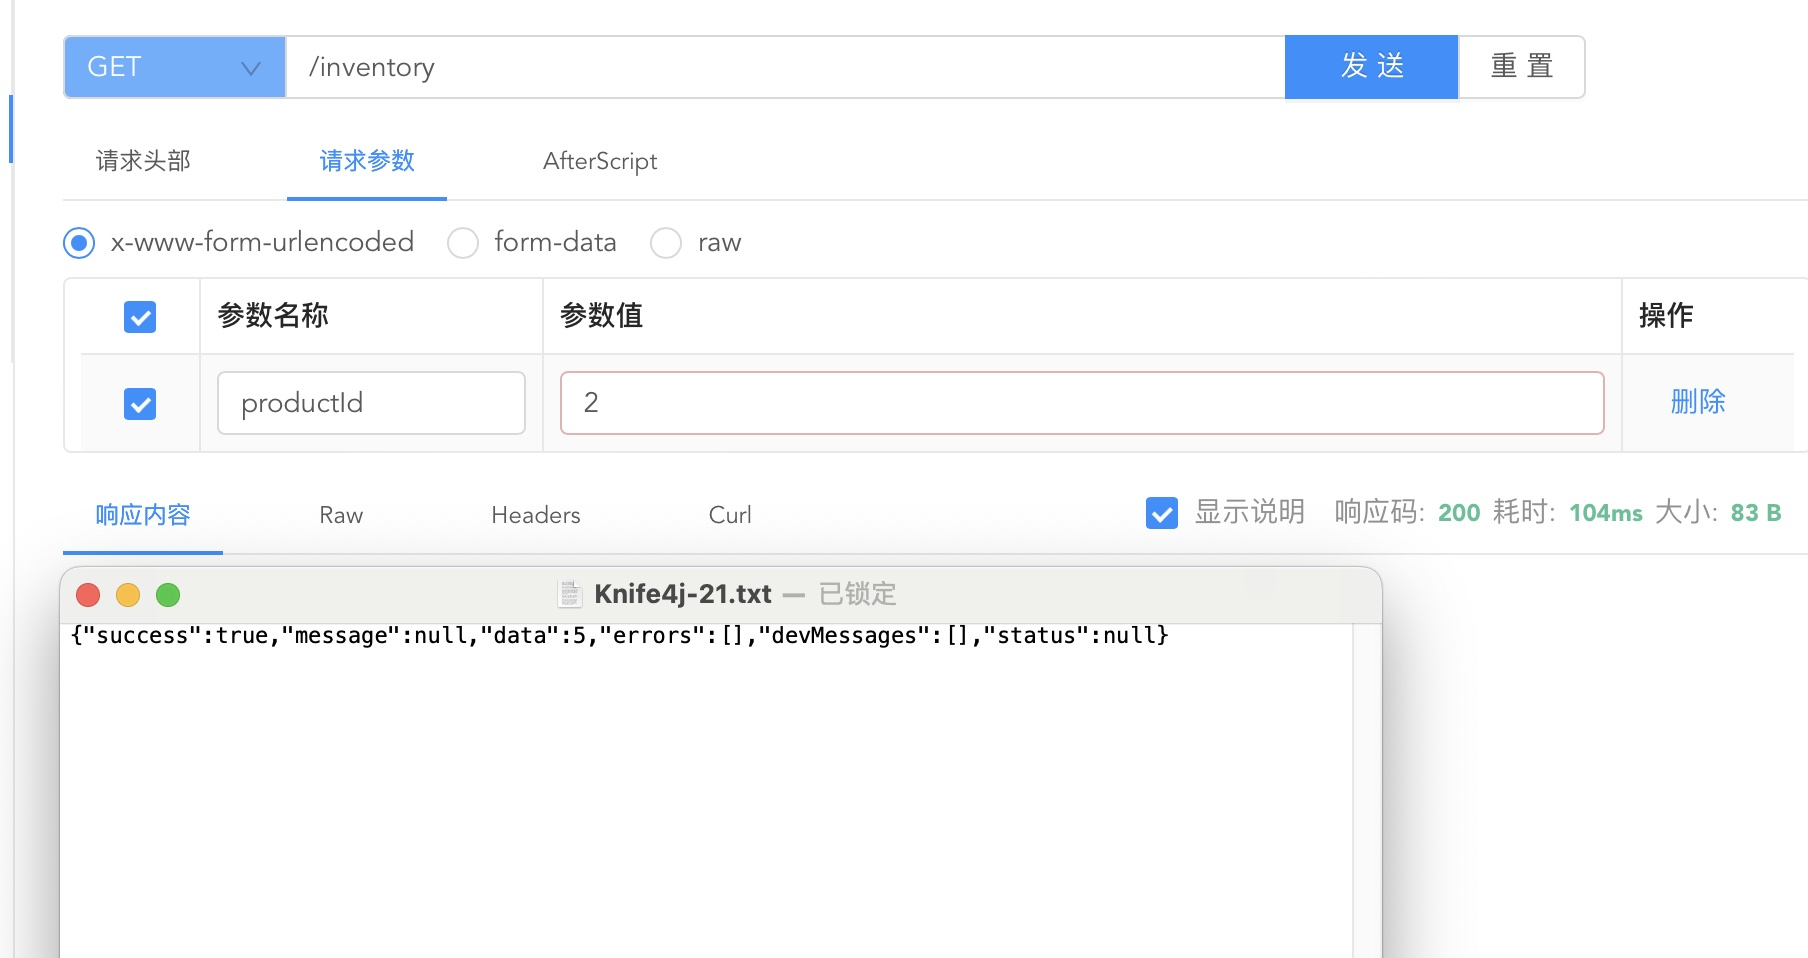 GET /inventory 发 送 重 置
请求头部 请求参数 AfterScript
x-www-form-urlencoded form-data raw
参数名称 参数值 操作
productId 2 删除
响应内容 Raw Headers Curl 显示说明 响应码: 200 耗时: 104ms 大小: 83 B
Knife4j-21.txt — 已锁定
{"success":true,"message":null,"data":5,"errors":[],"devMessages":[],"status":null}